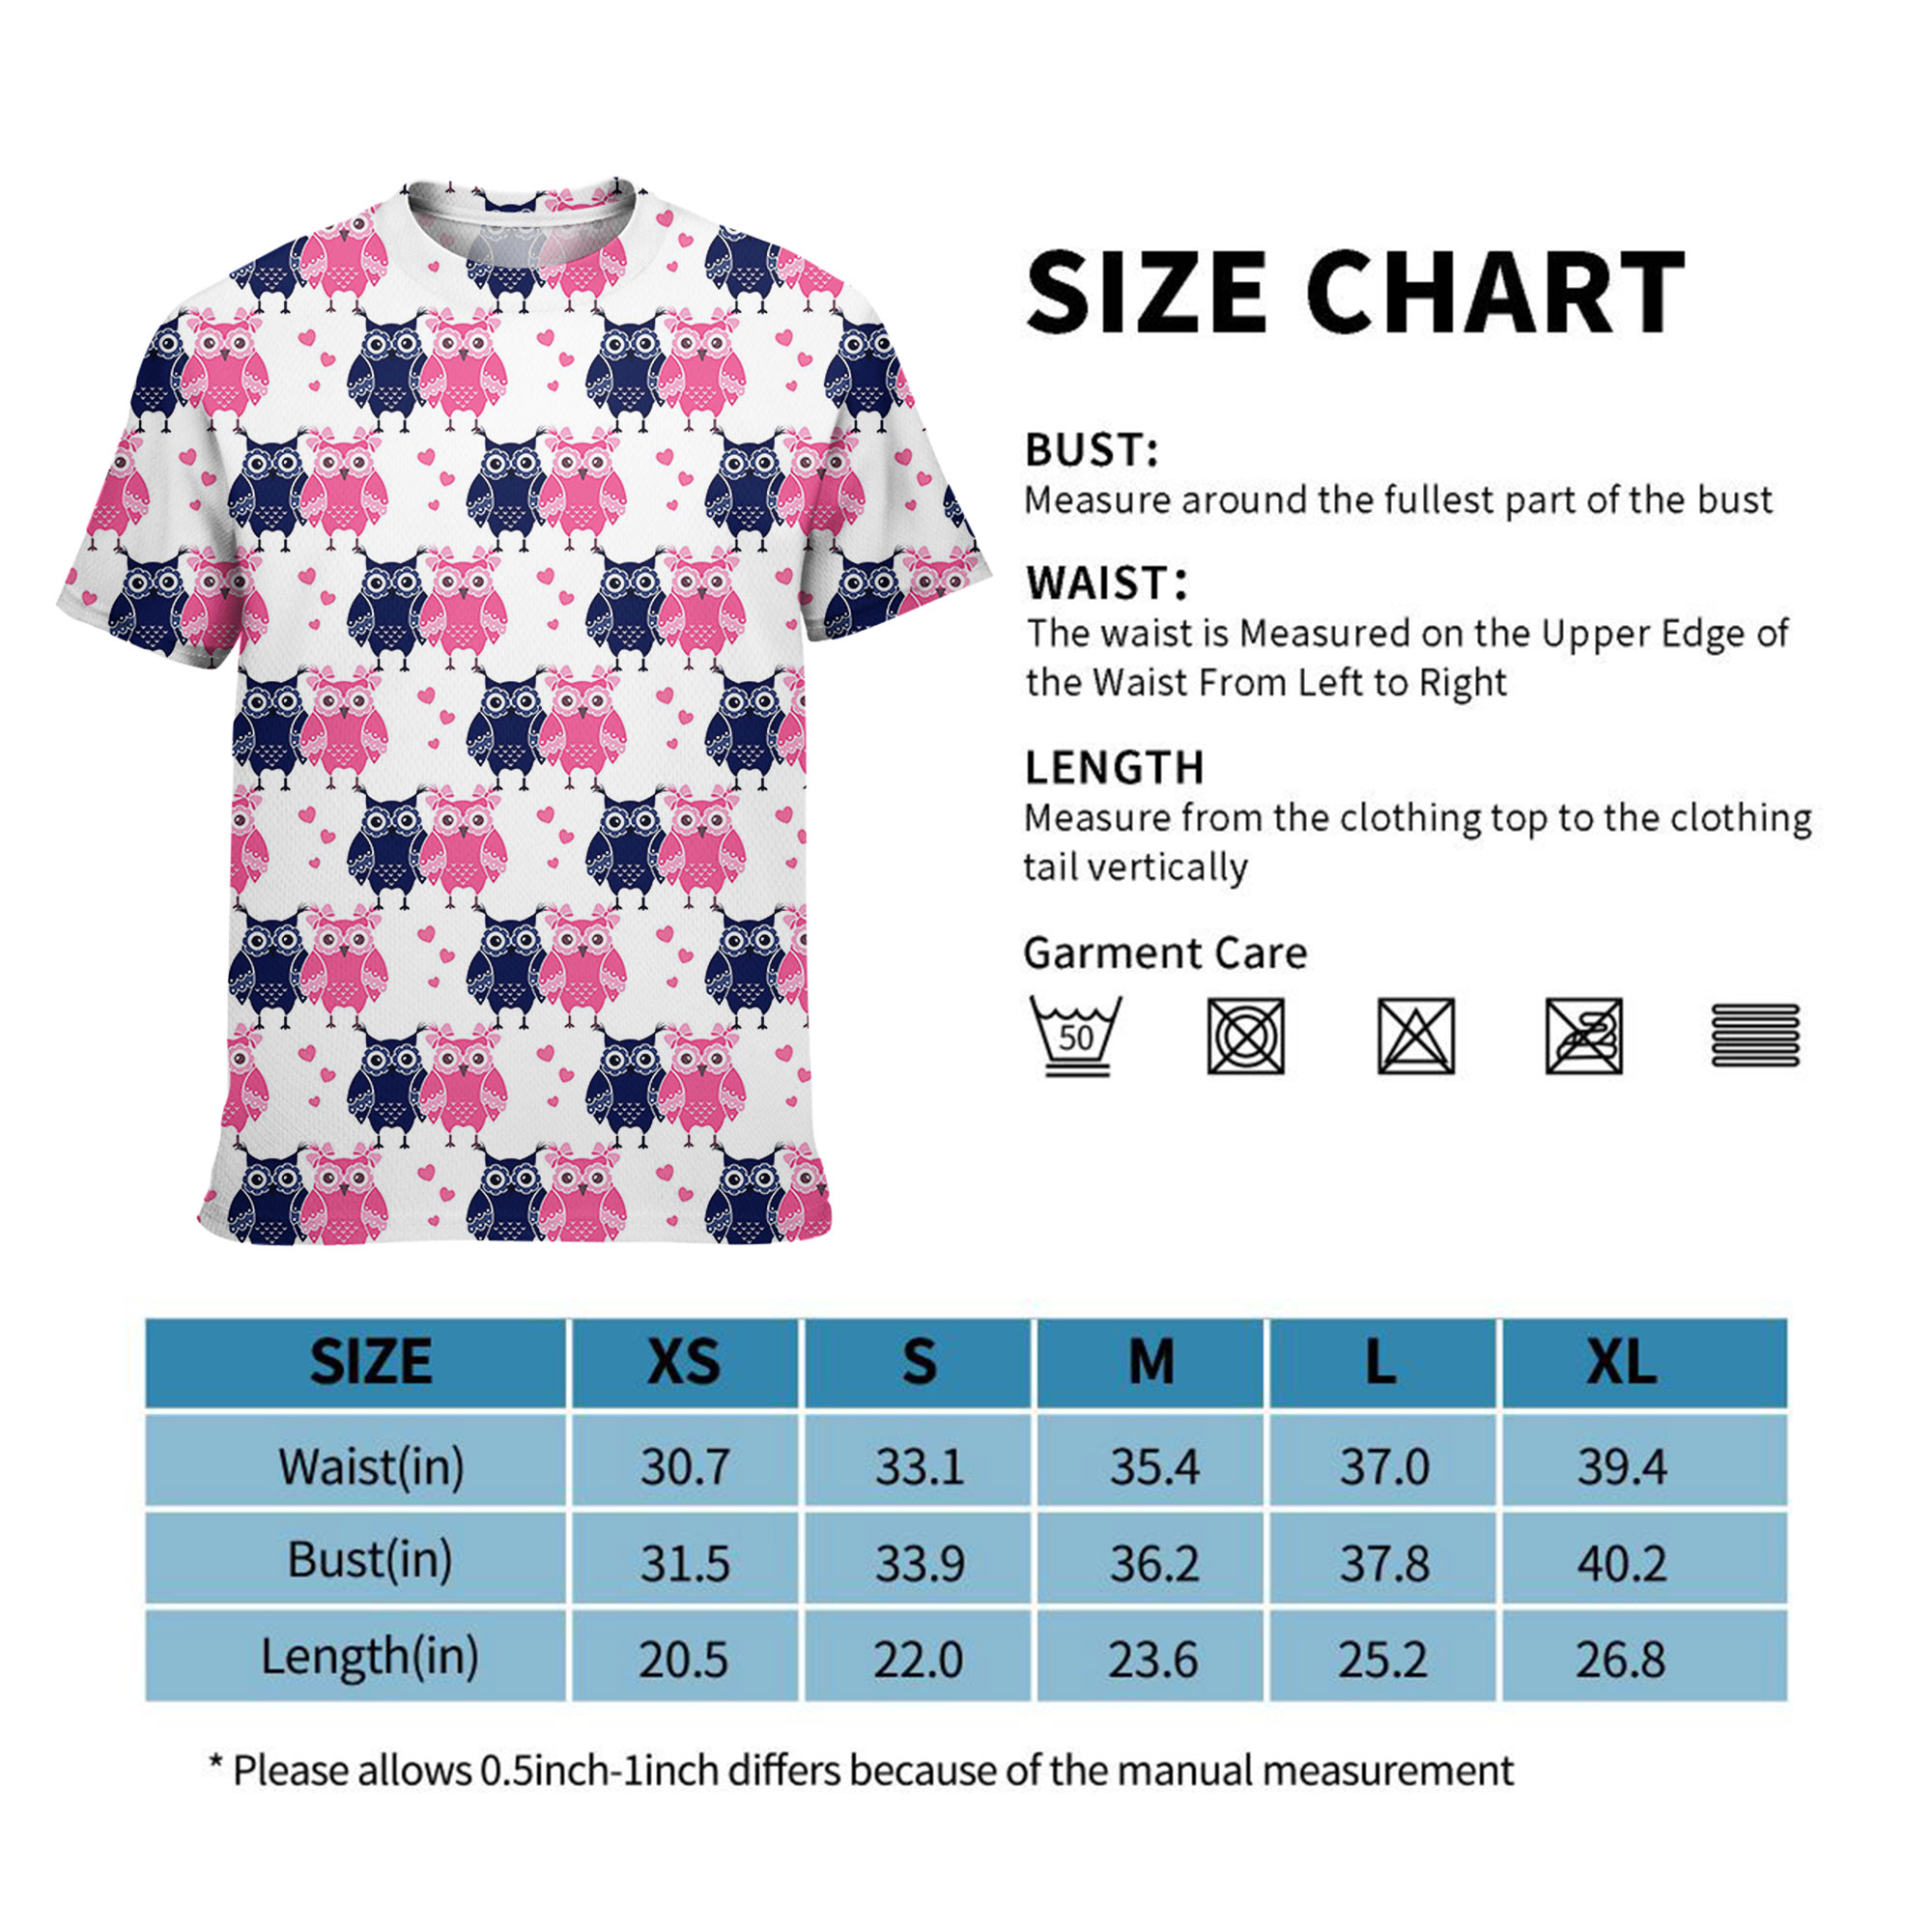 SIZE CHART
BUST:
Measure around the fullest part of the bust
WAIST:
The waist is Measured on the Upper Edge of
the Waist From Left to Right
LENGTH
Measure from the clothing top to the clothing
tail vertically
Garment Care
50
SIZE XS S M L XL
Waist(in) 30.7 33.1 35.4 37.0 39.4
Bust(in) 31.5 33.9 36.2 37.8 40.2
Length(in) 20.5 22.0 23.6 25.2 26.8
* Please allows 0.5inch-1inch differs because of the manual measurement